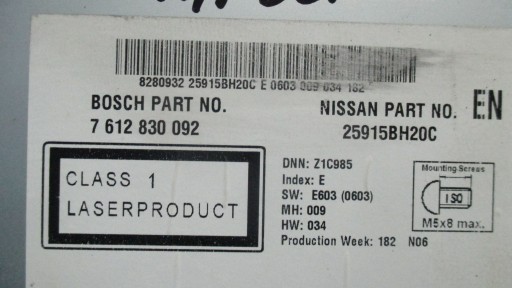 8280932 25915BH20C E 0603 009 034 182
BOSCH PART NO.
7 612 830 092
NISSAN PART NO.
25915BH20C
EN
CLASS 1
LASERPRODUCT
DNN: Z1C985
Index: E
SW: E603 (0603)
MH: 009
HW: 034
Production Week: 182 N06
Mounting-Screws
ISO
M5x8 max.